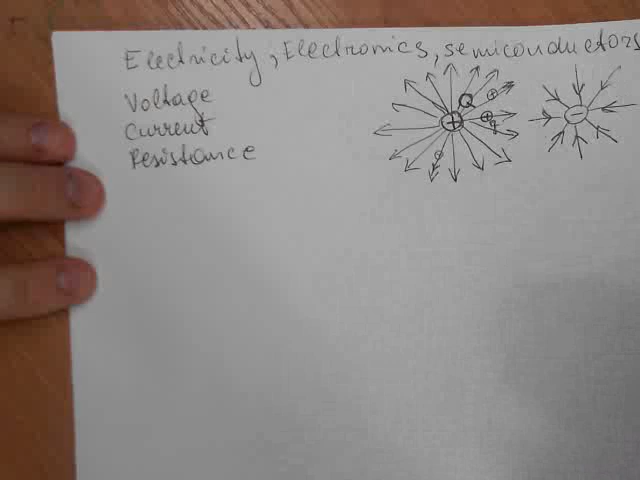 Electricity, Electronics, semiconductors
Voltage
Current
Resistance
Q
+
+
+
q
-